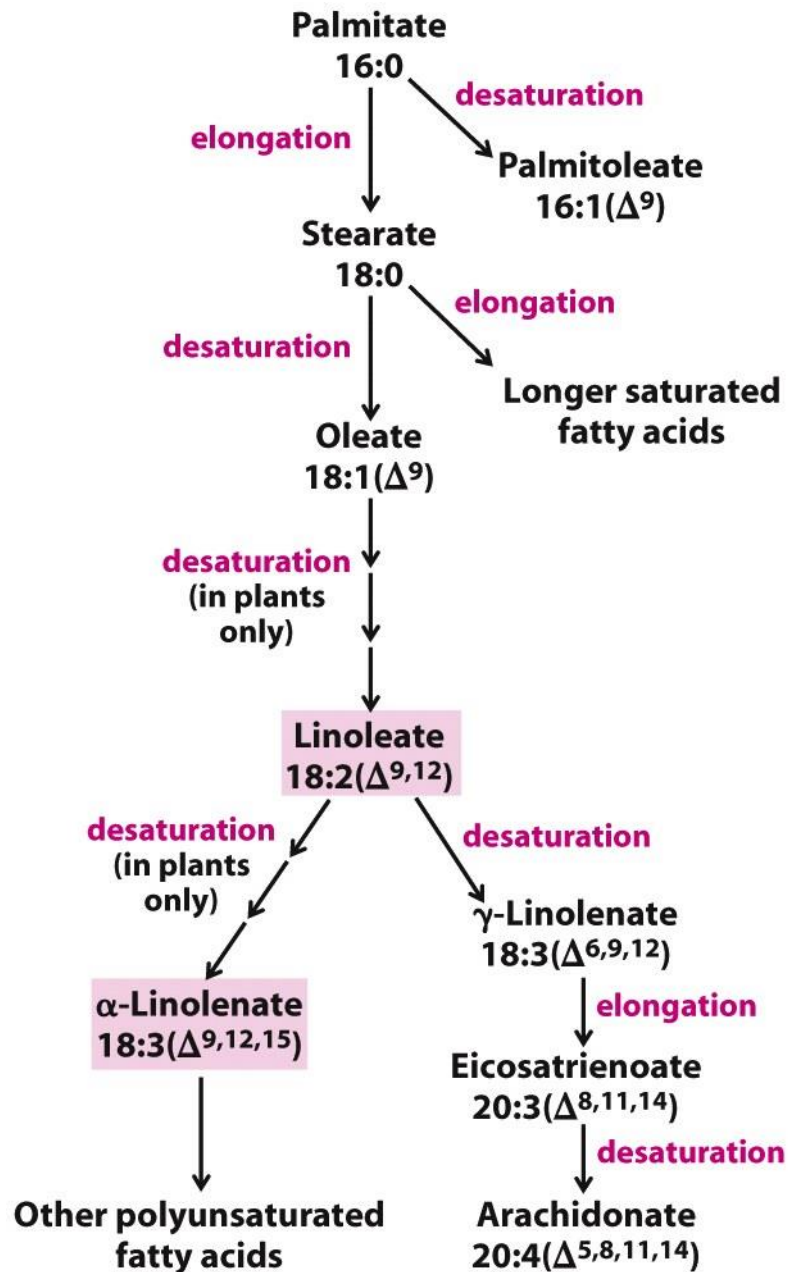 Palmitate
16:0
desaturation
elongation
Palmitoleate
16:1(Δ⁹)
Stearate
18:0
elongation
desaturation
Longer saturated
fatty acids
Oleate
18:1(Δ⁹)
desaturation
(in plants
only)
Linoleate
18:2(Δ⁹,¹²)
desaturation
(in plants
only)
desaturation
γ-Linolenate
18:3(Δ⁶,⁹,¹²)
elongation
α-Linolenate
18:3(Δ⁹,¹²,¹⁵)
Eicosatrienoate
20:3(Δ⁸,¹¹,¹⁴)
desaturation
Other polyunsaturated
fatty acids
Arachidonate
20:4(Δ⁵,⁸,¹¹,¹⁴)